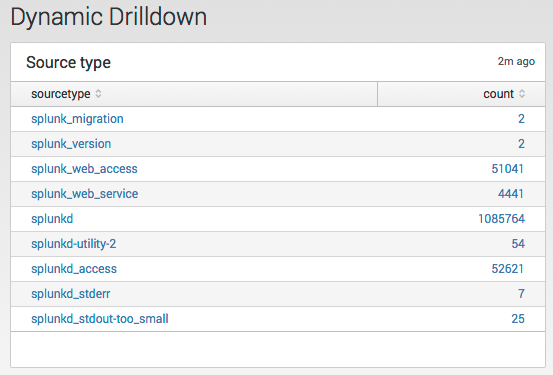 Dynamic Drilldown
Source type 2m ago
sourcetype count
splunk_migration 2
splunk_version 2
splunk_web_access 51041
splunk_web_service 4441
splunkd 1085764
splunkd-utility-2 54
splunkd_access 52621
splunkd_stderr 7
splunkd_stdout-too_small 25